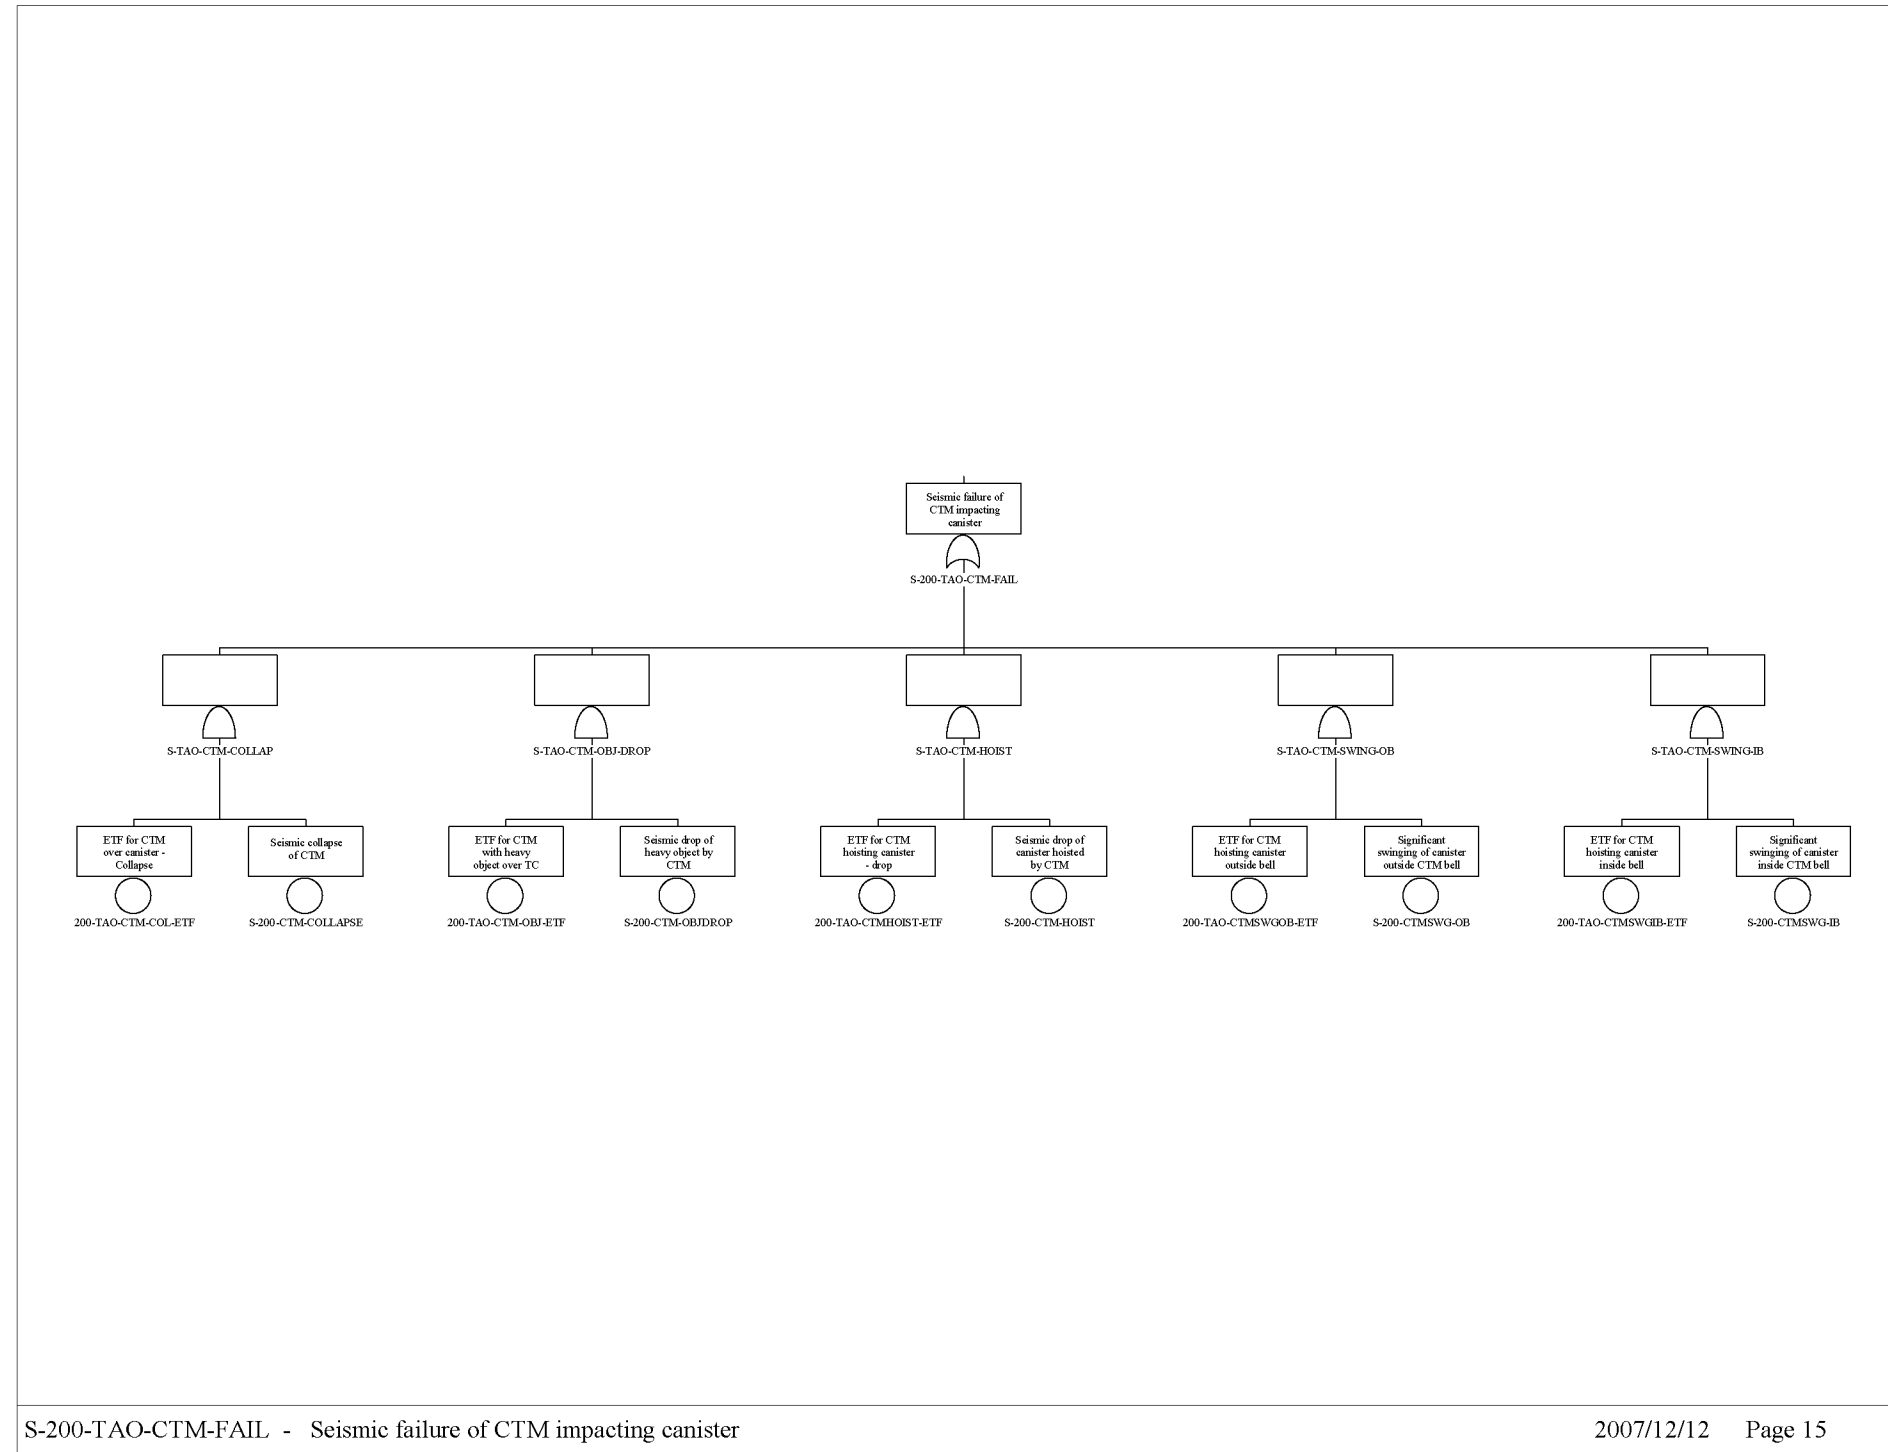 Seismic failure of
CTM impacting
canister
S-200-TAO-CTM-FAIL
S-TAO-CTM-COLLAP
S-TAO-CTM-OBJ-DROP
S-TAO-CTM-HOIST
S-TAO-CTM-SWING-OB
S-TAO-CTM-SWING-IB
ETF for CTM
over canister -
Collapse
200-TAO-CTM-COL-ETF
Seismic collapse
of CTM
S-200-CTM-COLLAPSE
ETF for CTM
with heavy
object over TC
200-TAO-CTM-OBJ-ETF
Seismic drop of
heavy object by
CTM
S-200-CTM-OBJDROP
ETF for CTM
hoisting canister
- drop
200-TAO-CTMHOIST-ETF
Seismic drop of
canister hoisted
by CTM
S-200-CTM-HOIST
ETF for CTM
hoisting canister
outside bell
200-TAO-CTMSWGOB-ETF
Significant
swinging of canister
outside CTM bell
S-200-CTMSWG-OB
ETF for CTM
hoisting canister
inside bell
200-TAO-CTMSWGIB-ETF
Significant
swinging of canister
inside CTM bell
S-200-CTMSWG-IB
S-200-TAO-CTM-FAIL - Seismic failure of CTM impacting canister
2007/12/12 Page 15